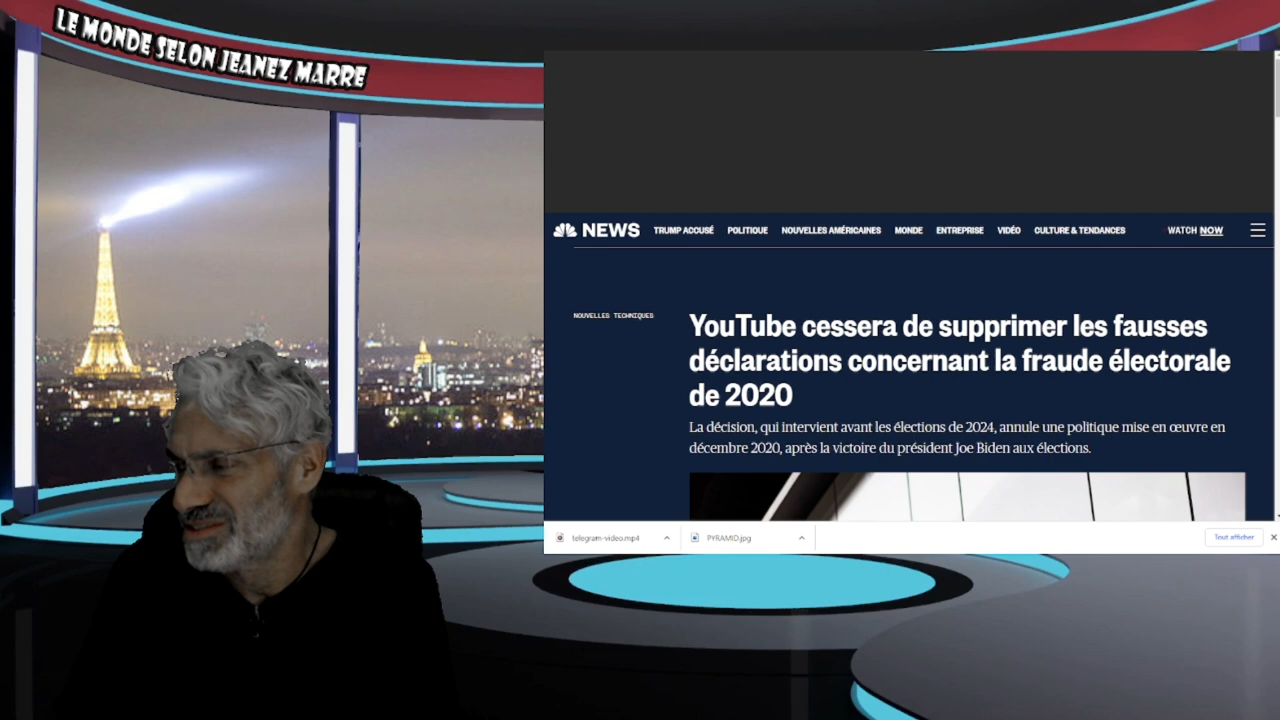 LE MONDE SELON JEANEZ MARRE
NEWS TRUMP ACCUSÉ POLITIQUE NOUVELLES AMÉRICAINES MONDE ENTREPRISE VIDÉO CULTURE & TENDANCES WATCH NOW
NOUVELLES TECHNIQUES
YouTube cessera de supprimer les fausses
déclarations concernant la fraude électorale
de 2020
La décision, qui intervient avant les élections de 2024, annule une politique mise en œuvre en
décembre 2020, après la victoire du président Joe Biden aux élections.
telegram-video.mp4 PYRAMID.jpg Tout afficher